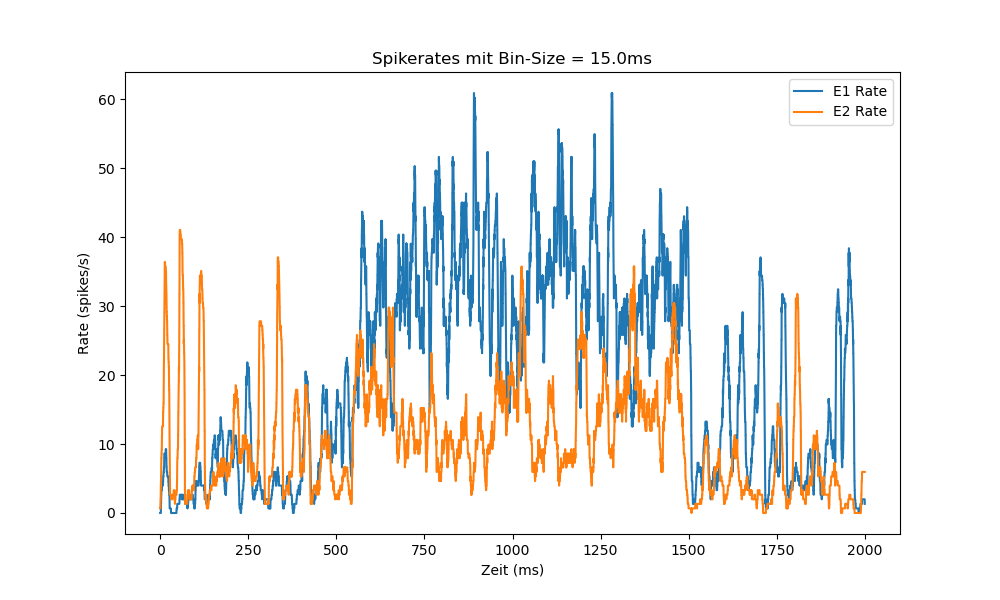 Spikerates mit Bin-Size = 15.0ms
E1 Rate
E2 Rate
Rate (spikes/s)
60
50
40
30
20
10
0
0 250 500 750 1000 1250 1500 1750 2000
Zeit (ms)